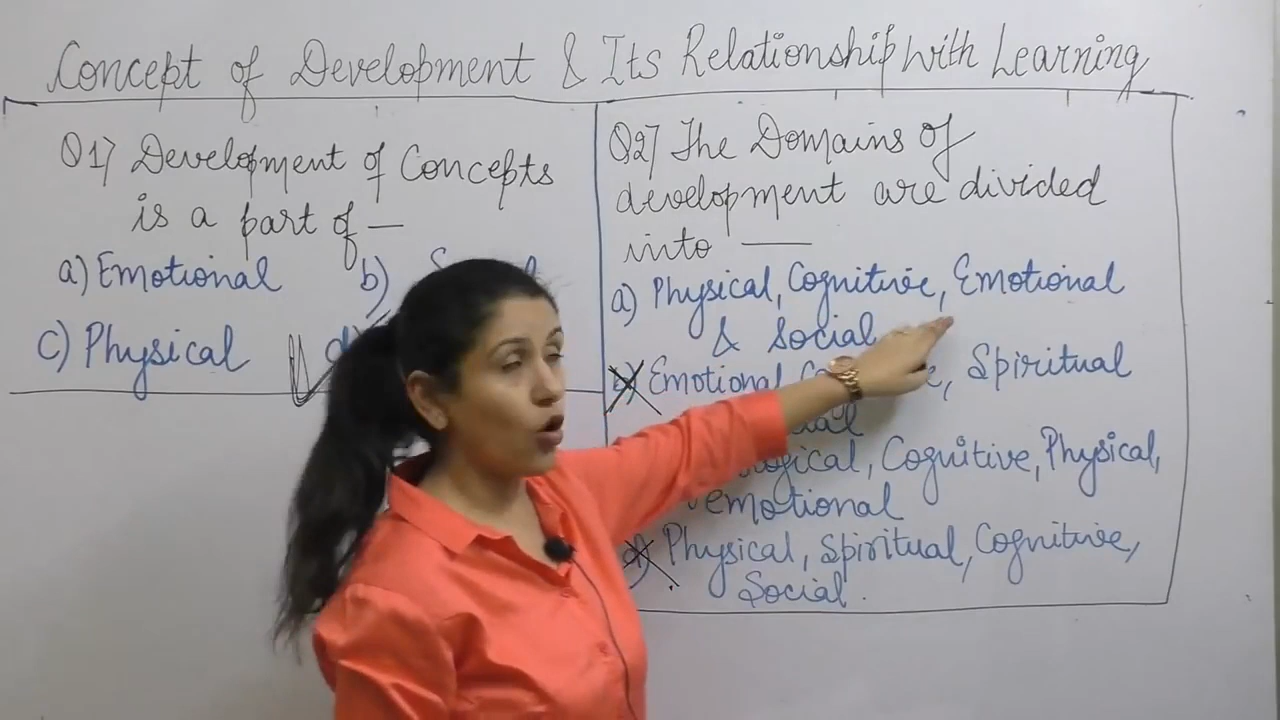 Concept of Development & Its Relationship With Learning
Q1) Development of Concepts
is a part of —
a) Emotional b)
c) Physical d)
Q2) The Domains Of
development are divided
into —
a) Physical, Cognitive, Emotional
& Social
b) Emotional Spiritual
Cognitive, Physical,
emotional
d) Physical, Spiritual, Cognitive,
Social.